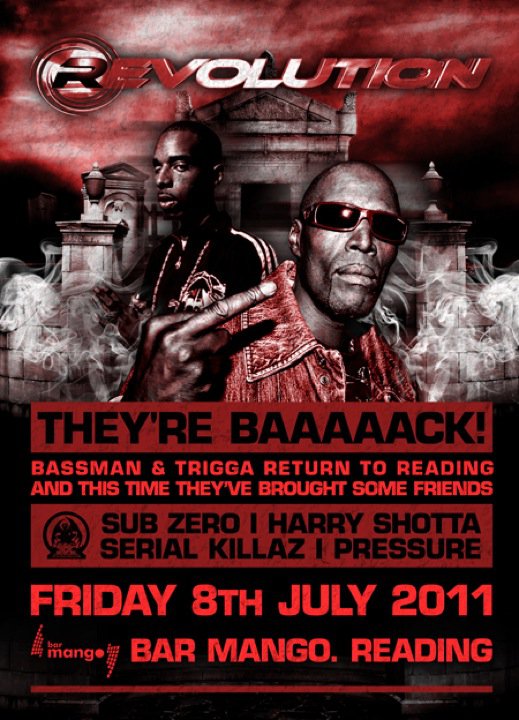 REVOLUTION
THEY'RE BAAAAACK!
BASSMAN & TRIGGA RETURN TO READING
AND THIS TIME THEY'VE BROUGHT SOME FRIENDS
SUB ZERO | HARRY SHOTTA
SERIAL KILLAZ | PRESSURE
FRIDAY 8TH JULY 2011
bar
mango
BAR MANGO. READING